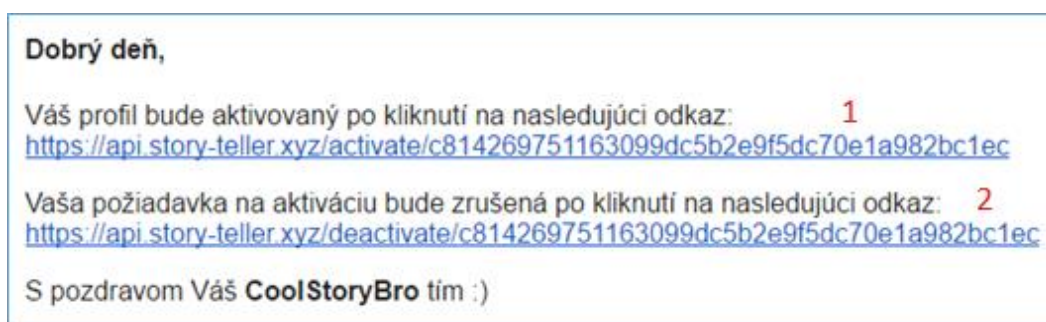 Dobrý deň,
Váš profil bude aktivovaný po kliknutí na nasledujúci odkaz: 1
https://api.story-teller.xyz/activate/c814269751163099dc5b2e9f5dc70e1a982bc1ec
Vaša požiadavka na aktiváciu bude zrušená po kliknutí na nasledujúci odkaz: 2
https://api.story-teller.xyz/deactivate/c814269751163099dc5b2e9f5dc70e1a982bc1ec
S pozdravom Váš CoolStoryBro tím :)